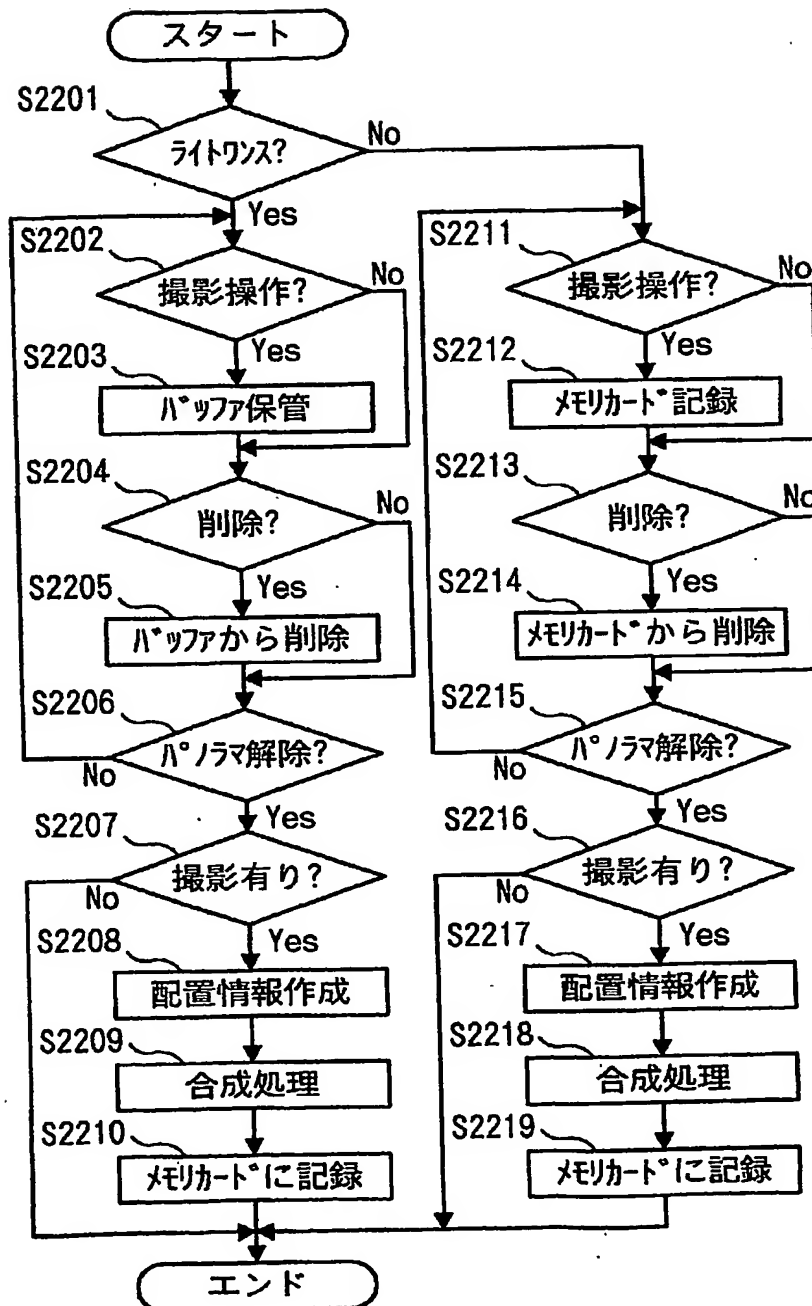 スタート
S2201
ライトワンス?
No
Yes
S2202
撮影操作?
No
Yes
S2203
バッファ保管
S2204
削除?
No
Yes
S2205
バッファから削除
S2206
パノラマ解除?
No
Yes
S2207
撮影有り?
No
Yes
S2208
配置情報作成
S2209
合成処理
S2210
メモリカードに記録
S2211
撮影操作?
No
Yes
S2212
メモリカード記録
S2213
削除?
No
Yes
S2214
メモリカードから削除
S2215
パノラマ解除?
No
Yes
S2216
撮影有り?
No
Yes
S2217
配置情報作成
S2218
合成処理
S2219
メモリカードに記録
エンド